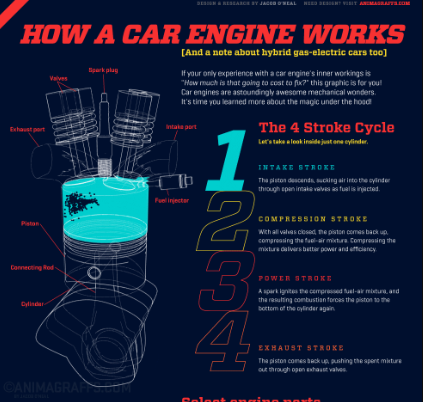 DESIGN & RESEARCH BY JACOB O'NEAL NEED DESIGN? VISIT ANIMAGRAFFS.COM
HOW A CAR ENGINE WORKS
[And a note about hybrid gas-electric cars too]
If your only experience with a car engine's inner workings is
"How much is that going to cost to fix?" this graphic is for you!
Car engines are astoundingly awesome mechanical wonders.
It's time you learned more about the magic under the hood!
Valves
Spark plug
Exhaust port
Intake port
Fuel injector
Piston
Connecting Rod
Cylinder
The 4 Stroke Cycle
Let's take a look inside just one cylinder.
1
INTAKE STROKE
The piston descends, sucking air into the cylinder
through open intake valves as fuel is injected.
2
COMPRESSION STROKE
With all valves closed, the piston comes back up,
compressing the fuel-air mixture. Compressing the
mixture delivers better power and efficiency.
3
POWER STROKE
A spark ignites the compressed fuel-air mixture, and
the resulting combustion forces the piston to the
bottom of the cylinder again.
4
EXHAUST STROKE
The piston comes back up, pushing the spent mixture
out through open exhaust valves.
©ANIMAGRAFFS.COM
Select engine parts